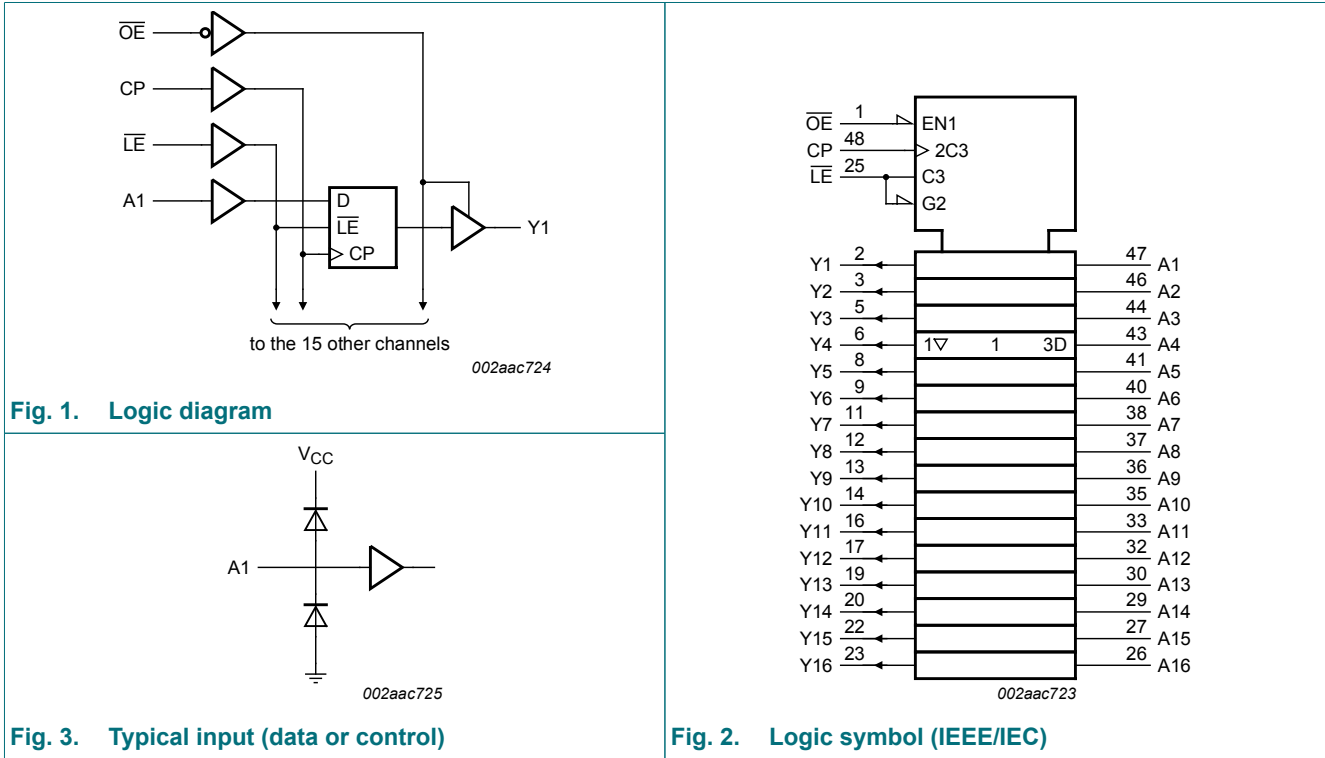 OE
CP
LE
A1
D
LE
CP
Y1
to the 15 other channels
002aac724
Fig. 1. Logic diagram
VCC
A1
002aac725
Fig. 3. Typical input (data or control)
OE 1 EN1
CP 48 2C3
LE 25 C3
G2
Y1 2 47 A1
Y2 3 46 A2
Y3 5 44 A3
Y4 6 1▽ 1 3D 43 A4
Y5 8 41 A5
Y6 9 40 A6
Y7 11 38 A7
Y8 12 37 A8
Y9 13 36 A9
Y10 14 35 A10
Y11 16 33 A11
Y12 17 32 A12
Y13 19 30 A13
Y14 20 29 A14
Y15 22 27 A15
Y16 23 26 A16
002aac723
Fig. 2. Logic symbol (IEEE/IEC)